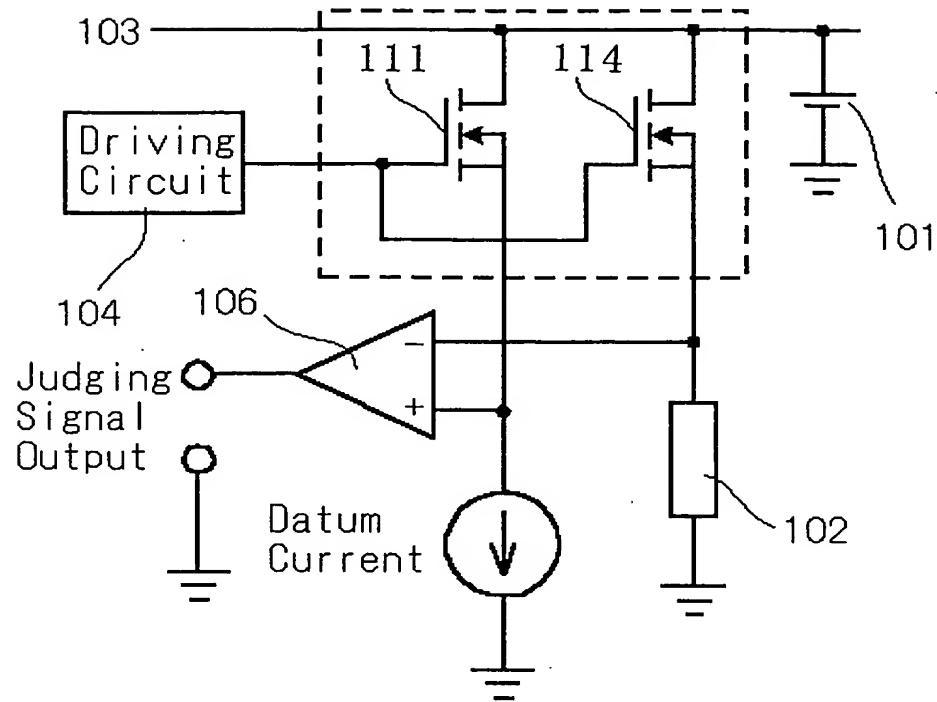 103
111
114
Driving
Circuit
101
104
106
Judging
Signal
Output
-
+
Datum
Current
102